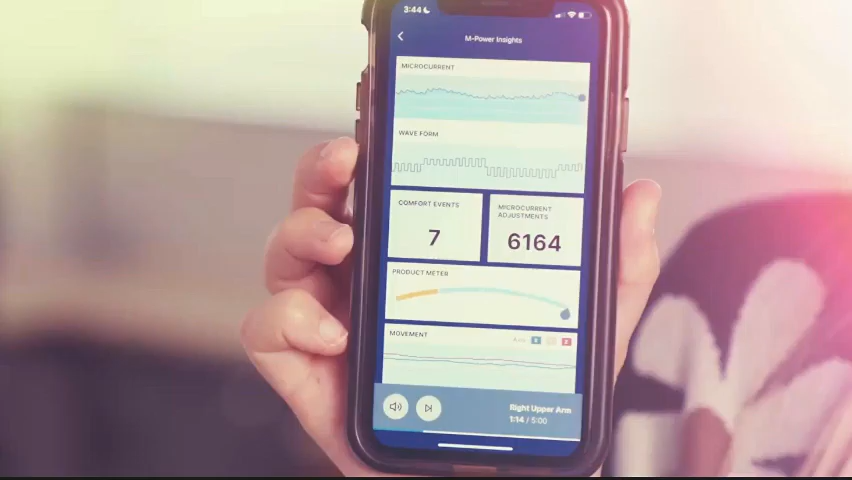 3:44
M-Power Insights
MICROCURRENT
WAVE FORM
COMFORT EVENTS
7
MICROCURRENT
ADJUSTMENTS
6164
PRODUCT METER
MOVEMENT
Right Upper Arm
1:14 / 5:00